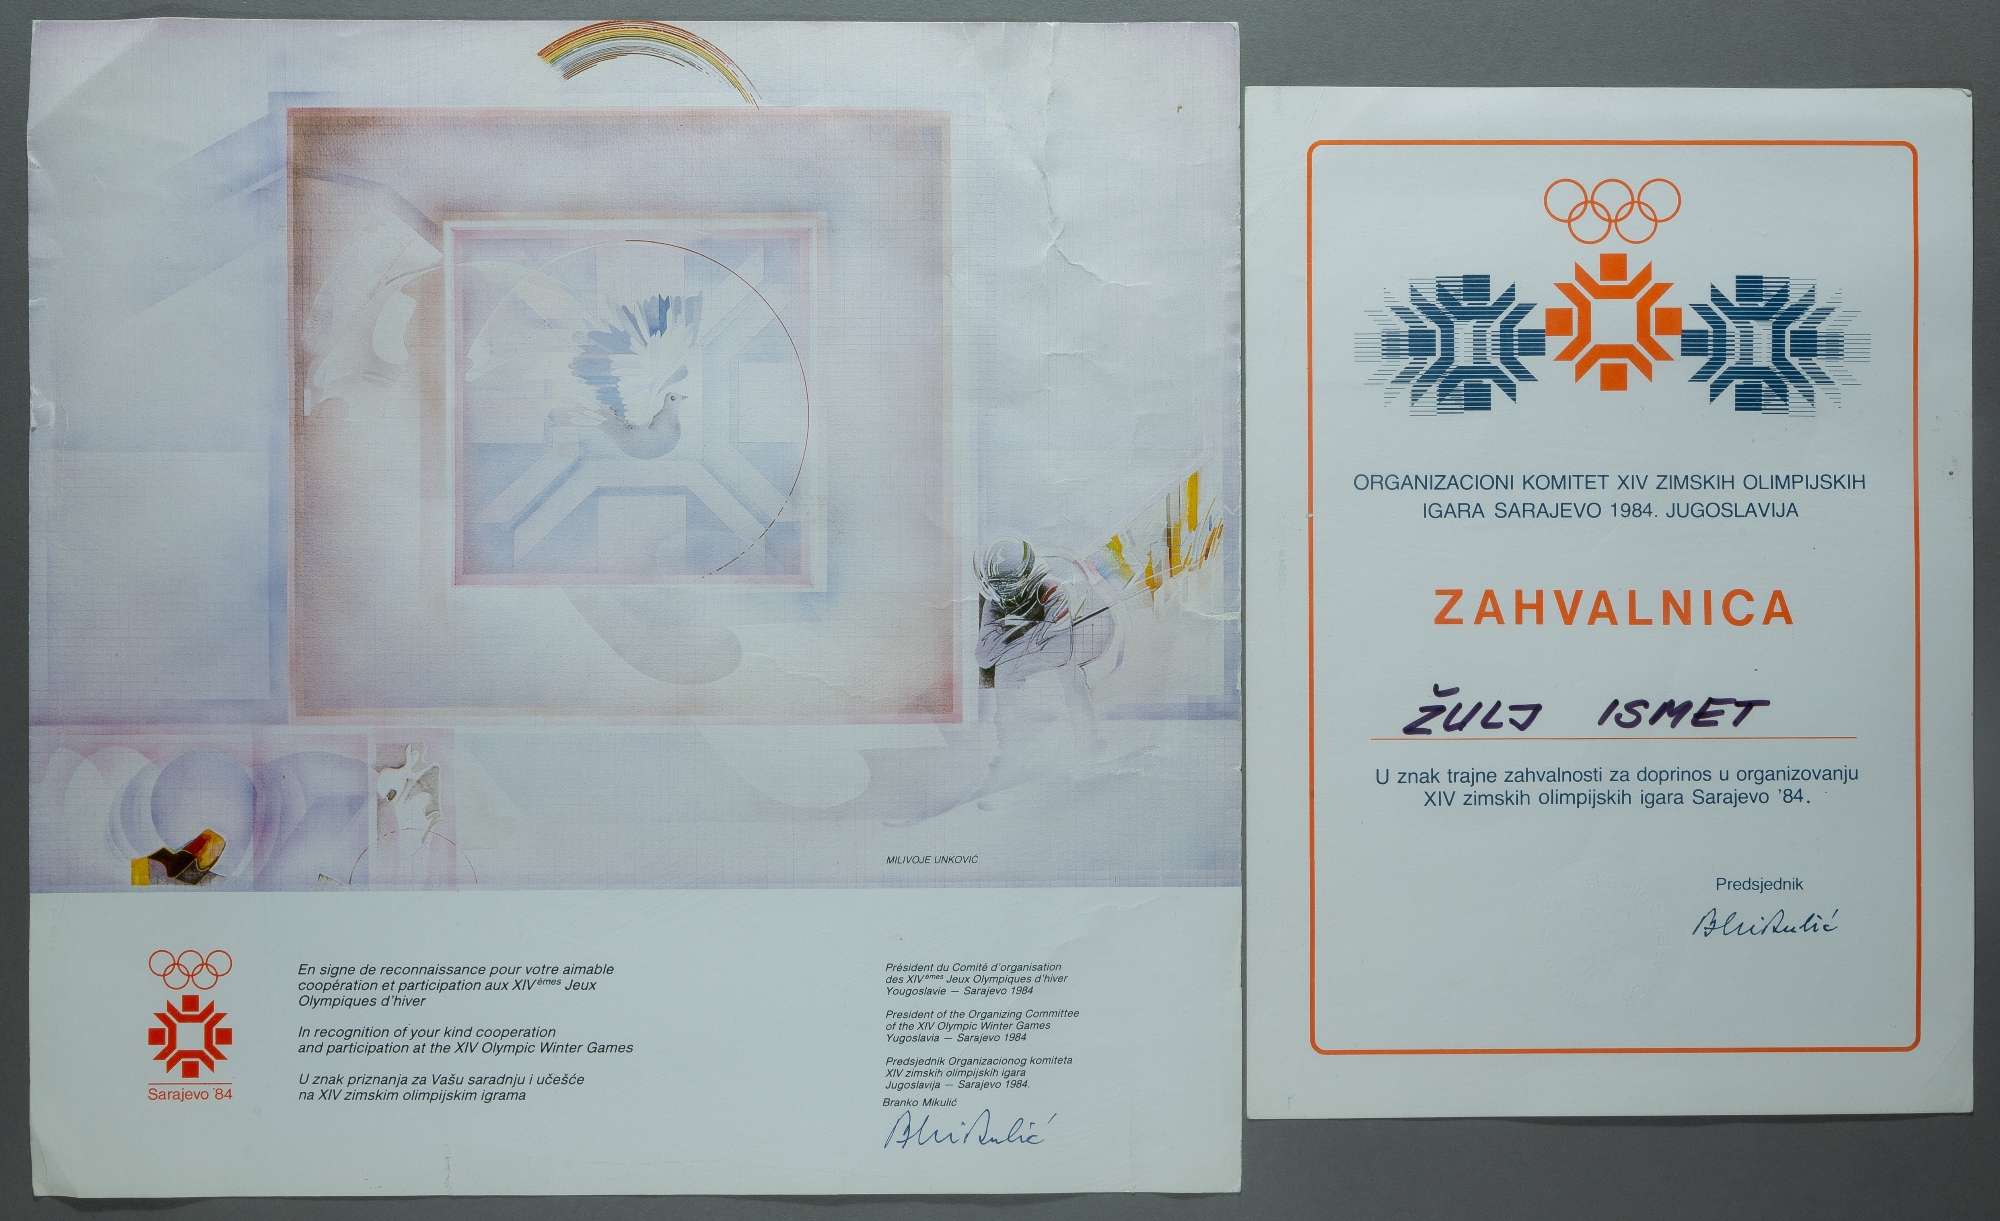 MILIVOJE UNKOVIĆ
Sarajevo '84
En signe de reconnaissance pour votre aimable
coopération et participation aux XIVèmes Jeux
Olympiques d'hiver
In recognition of your kind cooperation
and participation at the XIV Olympic Winter Games
U znak priznanja za Vašu saradnju i učešće
na XIV zimskim olimpijskim igrama
Président du Comité d'organisation
des XIVèmes Jeux Olympiques d'hiver
Yougoslavie — Sarajevo 1984
President of the Organizing Committee
of the XIV Olympic Winter Games
Yugoslavia — Sarajevo 1984
Predsjednik Organizacionog komiteta
XIV zimskih olimpijskih igara
Jugoslavija — Sarajevo 1984.
Branko Mikulić
BMikulić
ORGANIZACIONI KOMITET XIV ZIMSKIH OLIMPIJSKIH
IGARA SARAJEVO 1984. JUGOSLAVIJA
ZAHVALNICA
ŽULJ ISMET
U znak trajne zahvalnosti za doprinos u organizovanju
XIV zimskih olimpijskih igara Sarajevo '84.
Predsjednik
BMikulić